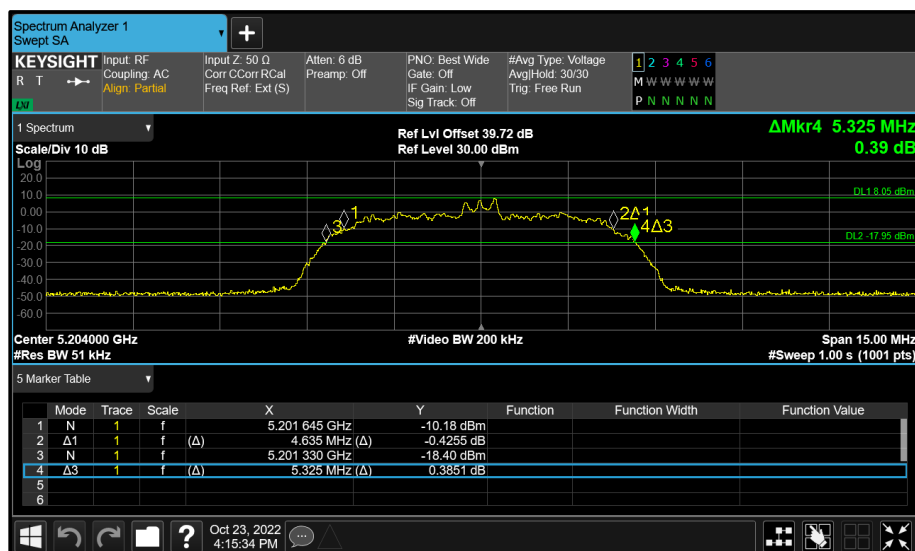 Spectrum Analyzer 1
Swept SA
+
KEYSIGHT
R T
LXI
Input: RF
Coupling: AC
Align: Partial
Input Z: 50 Ω
Corr CCorr RCal
Freq Ref: Ext (S)
Atten: 6 dB
Preamp: Off
PNO: Best Wide
Gate: Off
IF Gain: Low
Sig Track: Off
#Avg Type: Voltage
Avg|Hold: 30/30
Trig: Free Run
1 2 3 4 5 6
M W W W W W
P N N N N N
1 Spectrum
Scale/Div 10 dB
Ref Lvl Offset 39.72 dB
Ref Level 30.00 dBm
ΔMkr4 5.325 MHz
0.39 dB
Log
20.0
10.0
0.00
-10.0
-20.0
-30.0
-40.0
-50.0
-60.0
DL1 8.05 dBm
1
3
2Δ1
4Δ3
DL2 -17.95 dBm
Center 5.204000 GHz
#Video BW 200 kHz
Span 15.00 MHz
#Res BW 51 kHz
#Sweep 1.00 s (1001 pts)
5 Marker Table
Mode Trace Scale X Y Function Function Width Function Value
1 N 1 f 5.201 645 GHz -10.18 dBm
2 Δ1 1 f (Δ) 4.635 MHz (Δ) -0.4255 dB
3 N 1 f 5.201 330 GHz -18.40 dBm
4 Δ3 1 f (Δ) 5.325 MHz (Δ) 0.3851 dB
5
6
?
Oct 23, 2022
4:15:34 PM